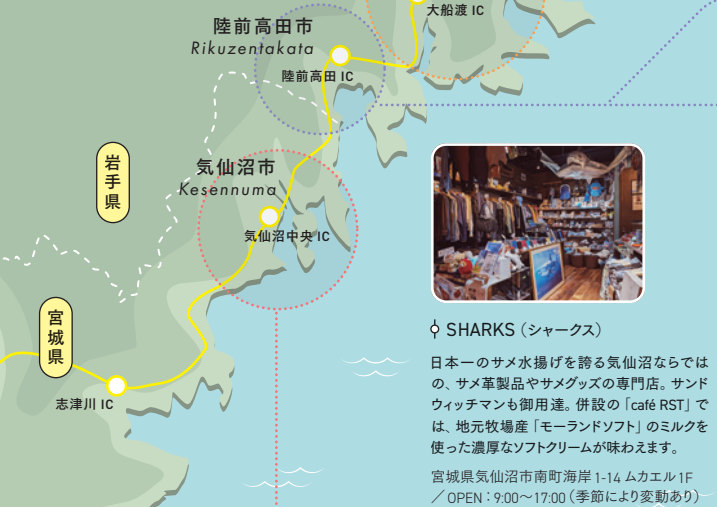 大船渡 IC
陸前高田市
Rikuzentakata
陸前高田 IC
岩手県
気仙沼市
Kesennuma
気仙沼中央 IC
宮城県
志津川 IC
SHARKS（シャークス）
日本一のサメ水揚げを誇る気仙沼ならでは
の、サメ革製品やサメグッズの専門店。サンド
ウィッチマンも御用達。併設の「café RST」で
は、地元牧場産「モーランドソフト」のミルクを
使った濃厚なソフトクリームが味わえます。
宮城県気仙沼市南町海岸 1-14 ムカエル 1F
／OPEN：9:00〜17:00（季節により変動あり）